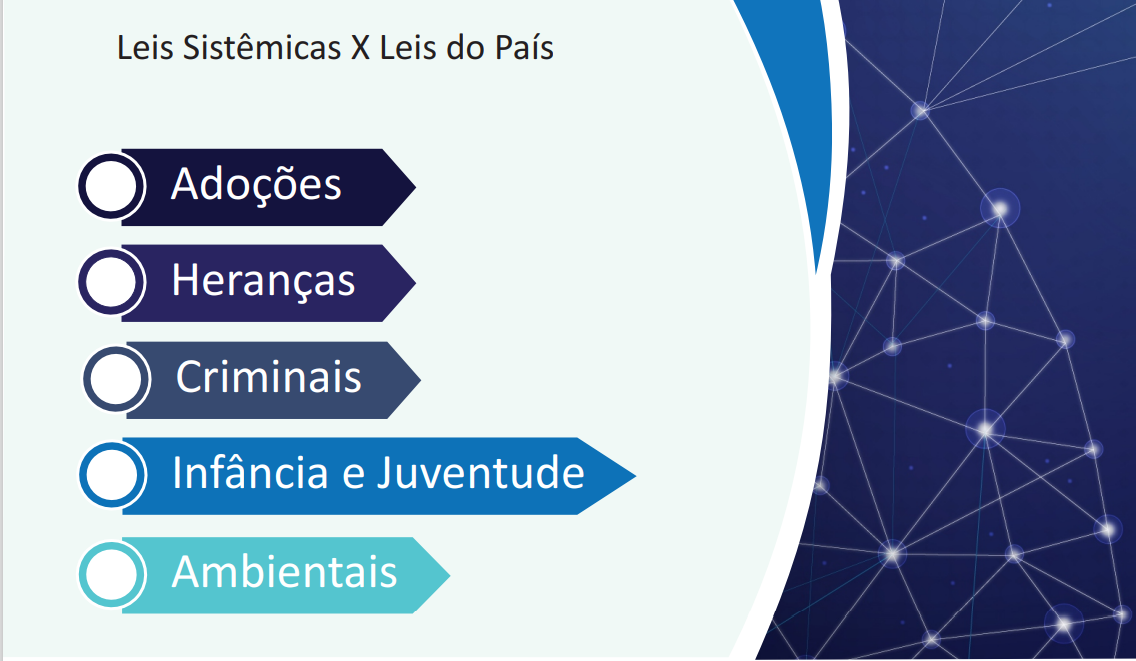 Leis Sistêmicas X Leis do País
Adoções
Heranças
Criminais
Infância e Juventude
Ambientais